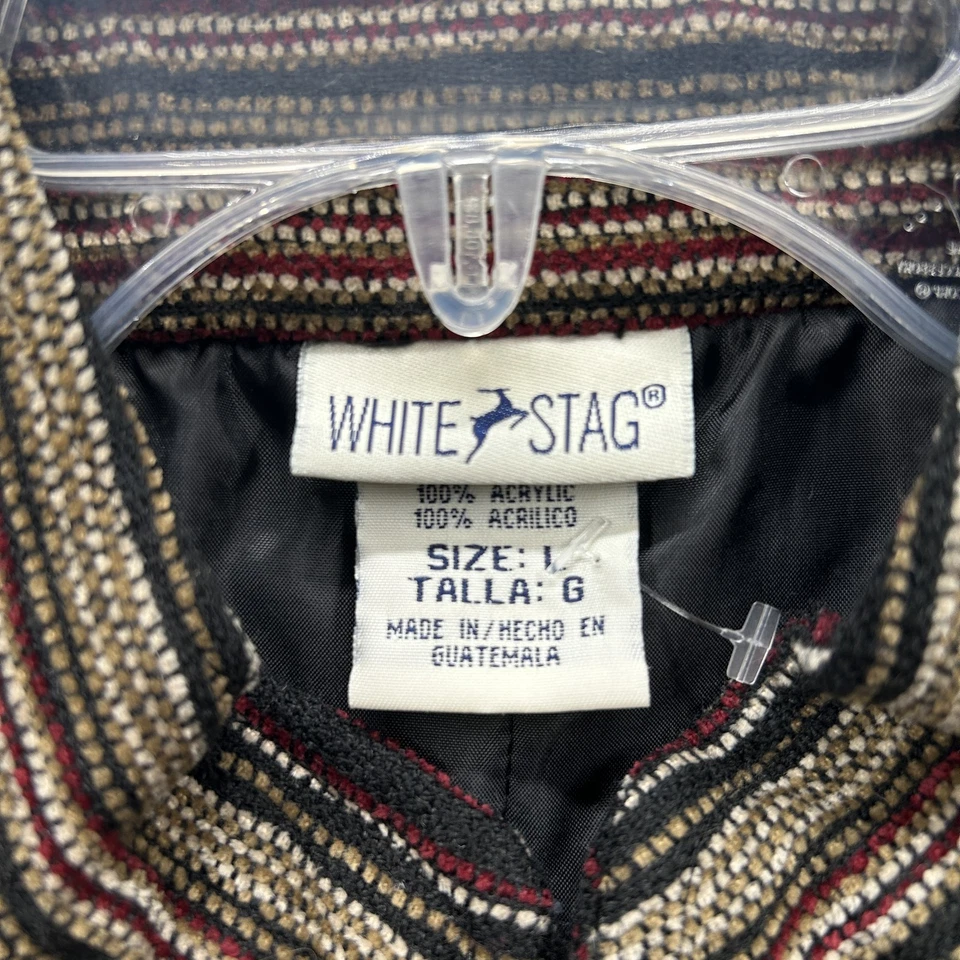 WHITE STAG®
100% ACRYLIC
100% ACRILICO
SIZE: L
TALLA: G
MADE IN/HECHO EN
GUATEMALA